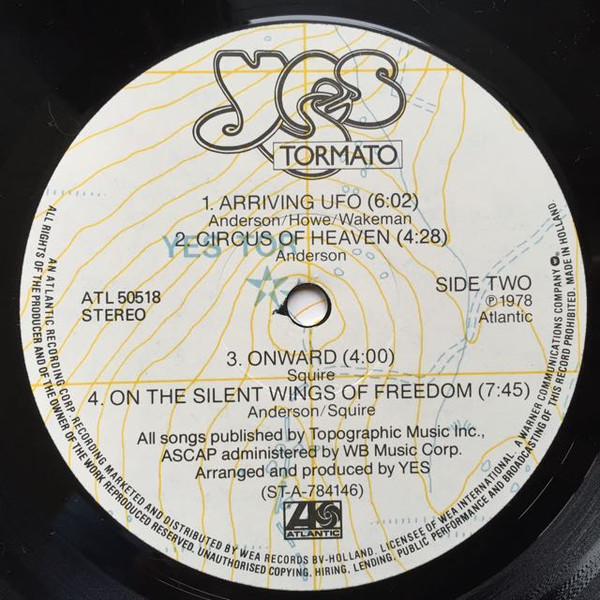 YES
TORMATO
1. ARRIVING UFO (6:02)
Anderson/Howe/Wakeman
YES TOR
2. CIRCUS OF HEAVEN (4:28)
Anderson
ATL 50518
STEREO
SIDE TWO
℗1978
Atlantic
3. ONWARD (4:00)
Squire
4. ON THE SILENT WINGS OF FREEDOM (7:45)
Anderson/Squire
All songs published by Topographic Music Inc.,
ASCAP administered by WB Music Corp.
Arranged and produced by YES
(ST-A-784146)
ATLANTIC
AN ATLANTIC RECORDING CORP. RECORDING MARKETED AND DISTRIBUTED BY WEA RECORDS BV-HOLLAND. LICENSEE OF WEA INTERNATIONAL. A WARNER COMMUNICATIONS COMPANY
ALL RIGHTS OF THE PRODUCER AND OF THE OWNER OF THE WORK REPRODUCED RESERVED. UNAUTHORISED COPYING, HIRING, LENDING, PUBLIC PERFORMANCE AND BROADCASTING OF THIS RECORD PROHIBITED. MADE IN HOLLAND.